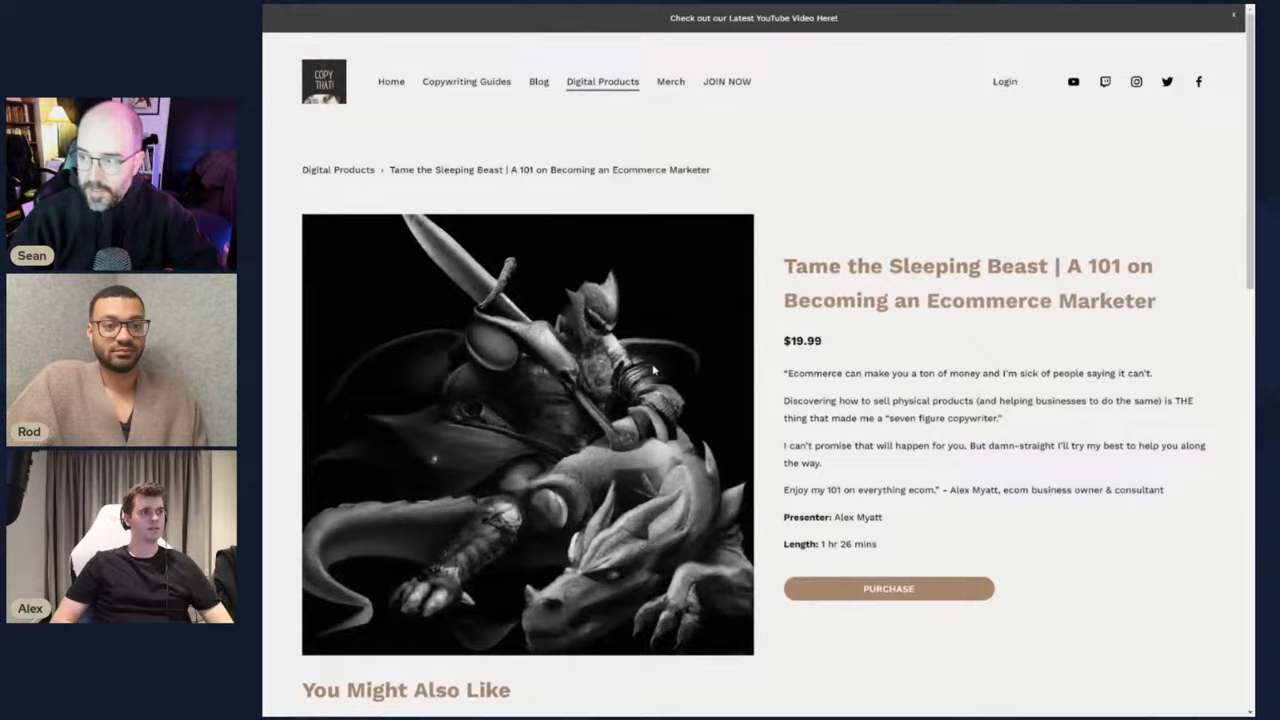 Check out our Latest YouTube Video Here!
x
COPY
THAT!
Home
Copywriting Guides
Blog
Digital Products
Merch
JOIN NOW
Login
Digital Products › Tame the Sleeping Beast | A 101 on Becoming an Ecommerce Marketer
Tame the Sleeping Beast | A 101 on
Becoming an Ecommerce Marketer
$19.99
“Ecommerce can make you a ton of money and I’m sick of people saying it can’t.
Discovering how to sell physical products (and helping businesses to do the same) is THE
thing that made me a “seven figure copywriter.”
I can’t promise that will happen for you. But damn-straight I’ll try my best to help you along
the way.
Enjoy my 101 on everything ecom.” - Alex Myatt, ecom business owner & consultant
Presenter: Alex Myatt
Length: 1 hr 26 mins
PURCHASE
You Might Also Like
Sean
Rod
Alex